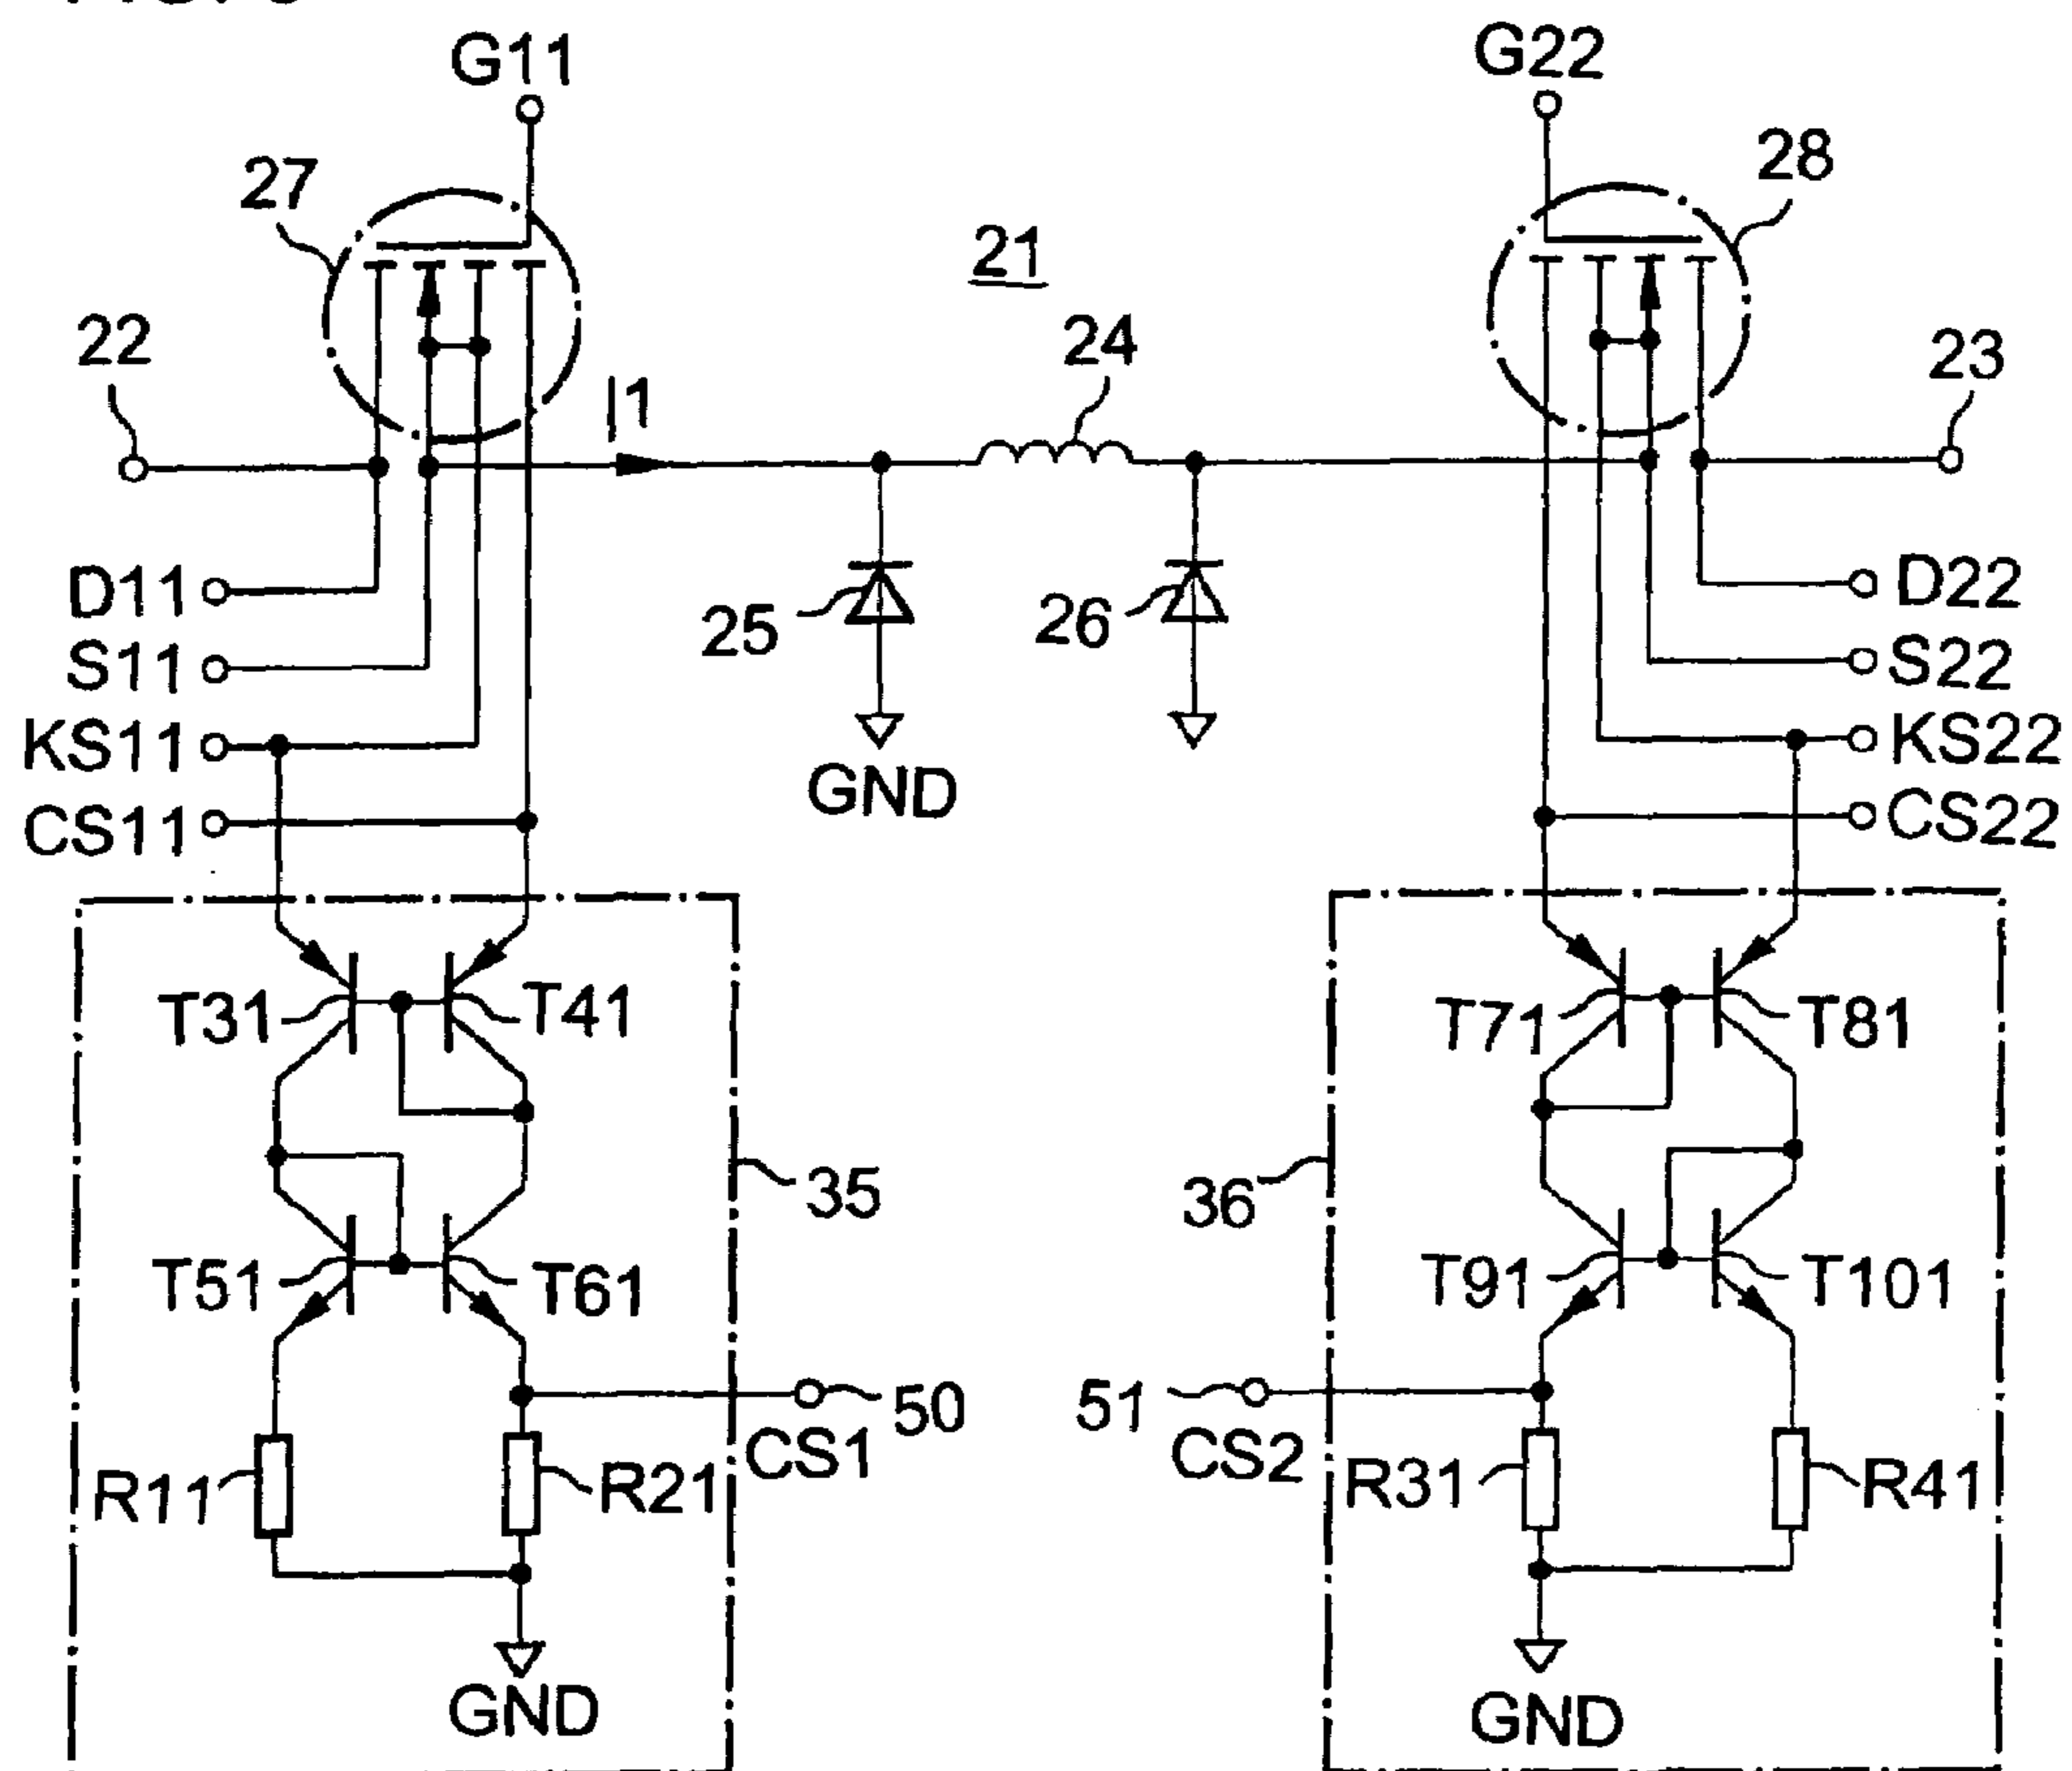 G11
G22
27
28
21
22
24
23
I1
D11
D22
25
26
S11
S22
KS11
KS22
GND
CS11
CS22
T31
T41
T71
T81
35
36
T51
T61
T91
T101
50
51
CS1
CS2
R11
R21
R31
R41
GND
GND